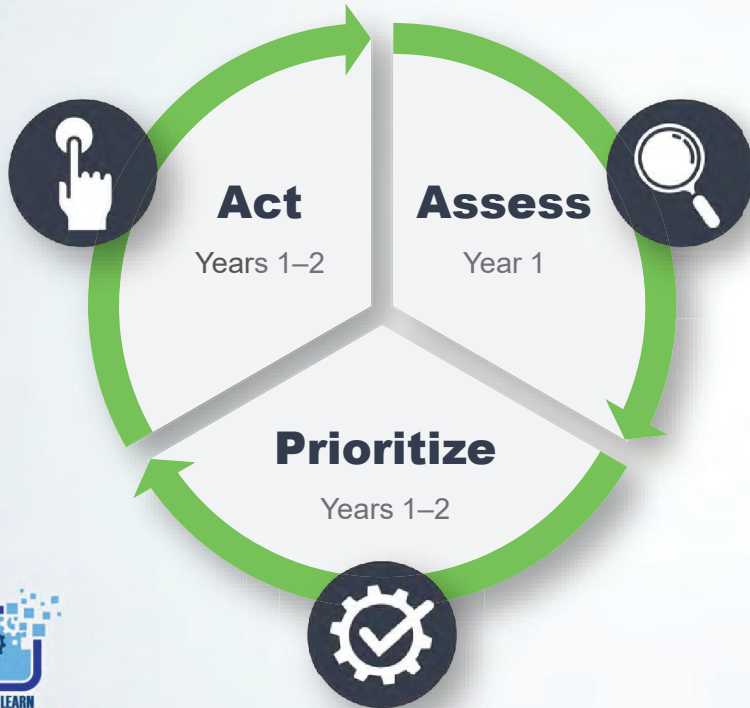 Act
Years 1–2
Assess
Year 1
Prioritize
Years 1–2
LEARN